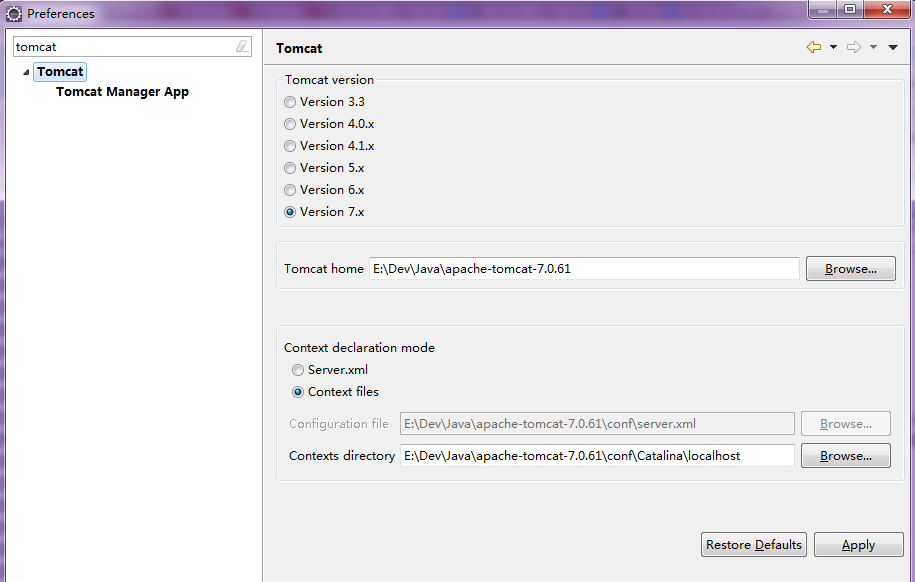 Preferences
tomcat
Tomcat
Tomcat Manager App
Tomcat
Tomcat version
Version 3.3
Version 4.0.x
Version 4.1.x
Version 5.x
Version 6.x
Version 7.x
Tomcat home E:\Dev\Java\apache-tomcat-7.0.61 Browse...
Context declaration mode
Server.xml
Context files
Configuration file E:\Dev\Java\apache-tomcat-7.0.61\conf\server.xml Browse...
Contexts directory E:\Dev\Java\apache-tomcat-7.0.61\conf\Catalina\localhost Browse...
Restore Defaults Apply